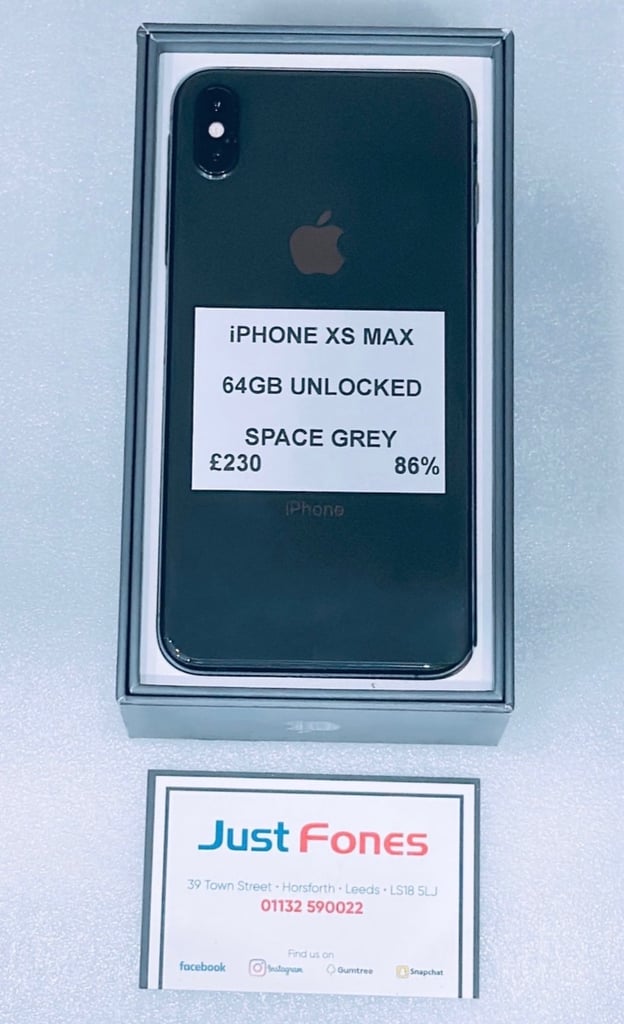 iPHONE XS MAX
64GB UNLOCKED
SPACE GREY
£230 86%
iPhone
Just Fones
39 Town Street • Horsforth • Leeds • LS18 5LJ
01132 590022
Find us on
facebook Instagram Gumtree Snapchat